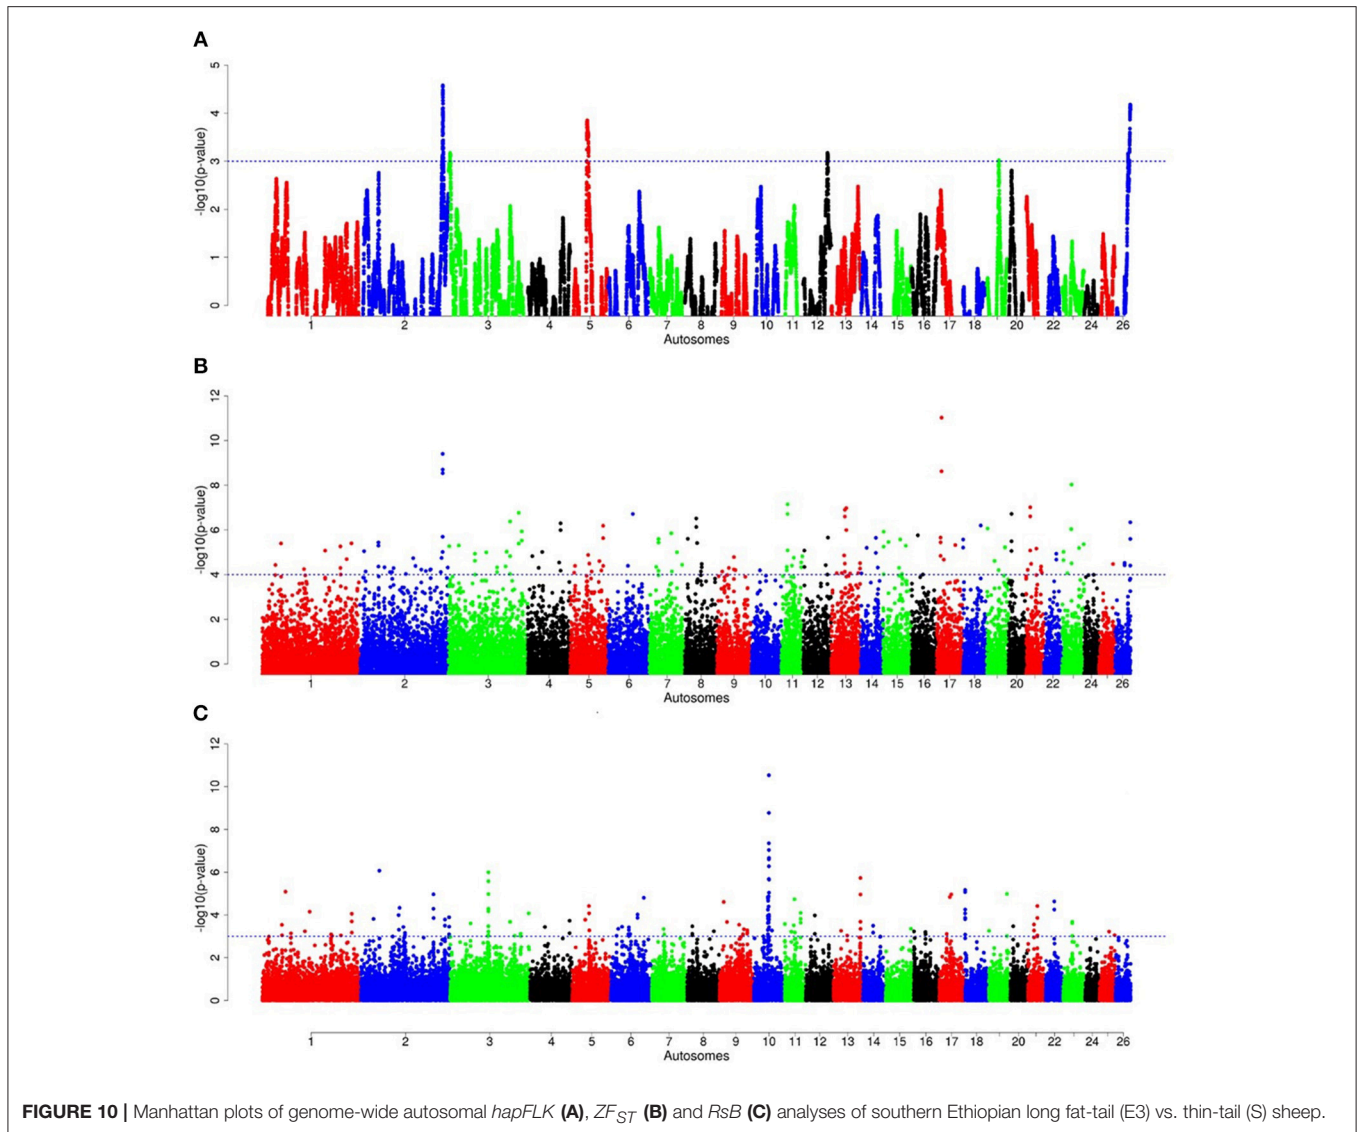 A
5
4
3
2
1
0
-log10(p-value)
1 2 3 4 5 6 7 8 9 10 11 12 13 14 15 16 17 18 20 22 24 26
Autosomes
B
12
10
8
6
4
2
0
-log10(p-value)
1 2 3 4 5 6 7 8 9 10 11 12 13 14 15 16 17 18 20 22 24 26
Autosomes
C
12
10
8
6
4
2
0
-log10(p-value)
1 2 3 4 5 6 7 8 9 10 11 12 13 14 15 16 17 18 20 22 24 26
Autosomes
FIGURE 10 | Manhattan plots of genome-wide autosomal hapFLK (A), ZFST (B) and RsB (C) analyses of southern Ethiopian long fat-tail (E3) vs. thin-tail (S) sheep.